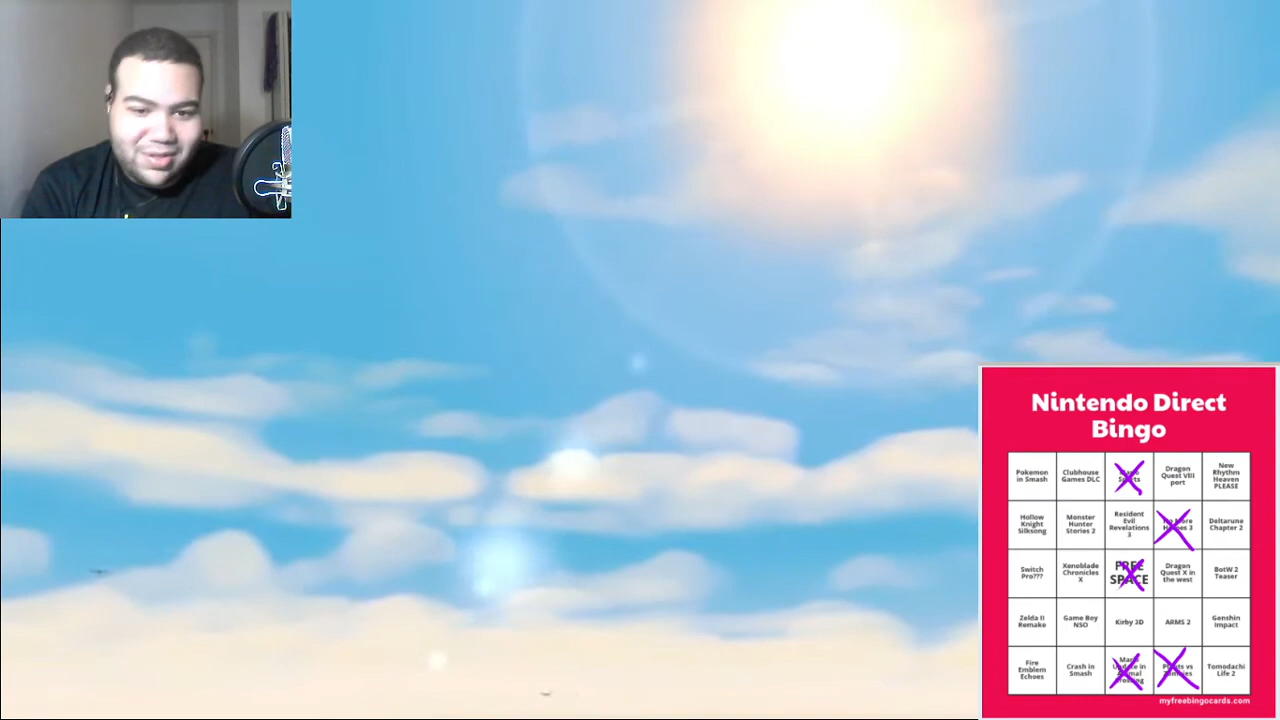 Nintendo Direct
Bingo
Pokemon
in Smash
Clubhouse
Games DLC
Dragon
Quest VIII
port
New
Rhythm
Heaven
PLEASE
Hollow
Knight
Silksong
Monster
Hunter
Stories 2
Resident
Evil
Revelations
3
Deltarune
Chapter 2
Switch
Pro???
Xenoblade
Chronicles
X
FREE
SPACE
Dragon
Quest X in
the west
BotW 2
Teaser
Zelda II
Remake
Game Boy
NSO
Kirby 3D
ARMS 2
Genshin
Impact
Fire
Emblem
Echoes
Crash in
Smash
Tomodachi
Life 2
myfreebingocards.com